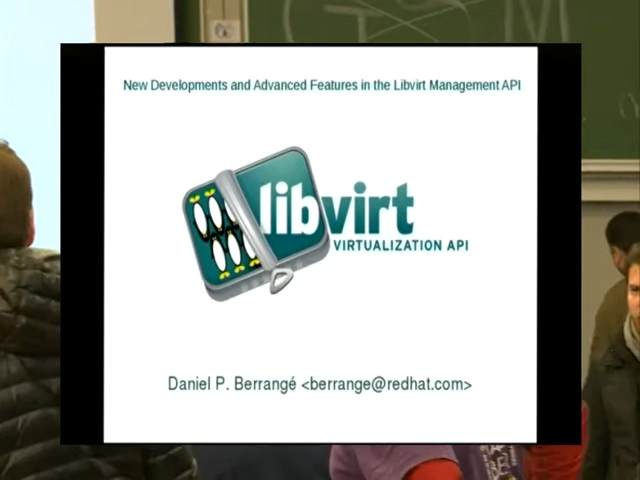 New Developments and Advanced Features in the Libvirt Management API
libvirt
VIRTUALIZATION API
Daniel P. Berrangé <berrange@redhat.com>